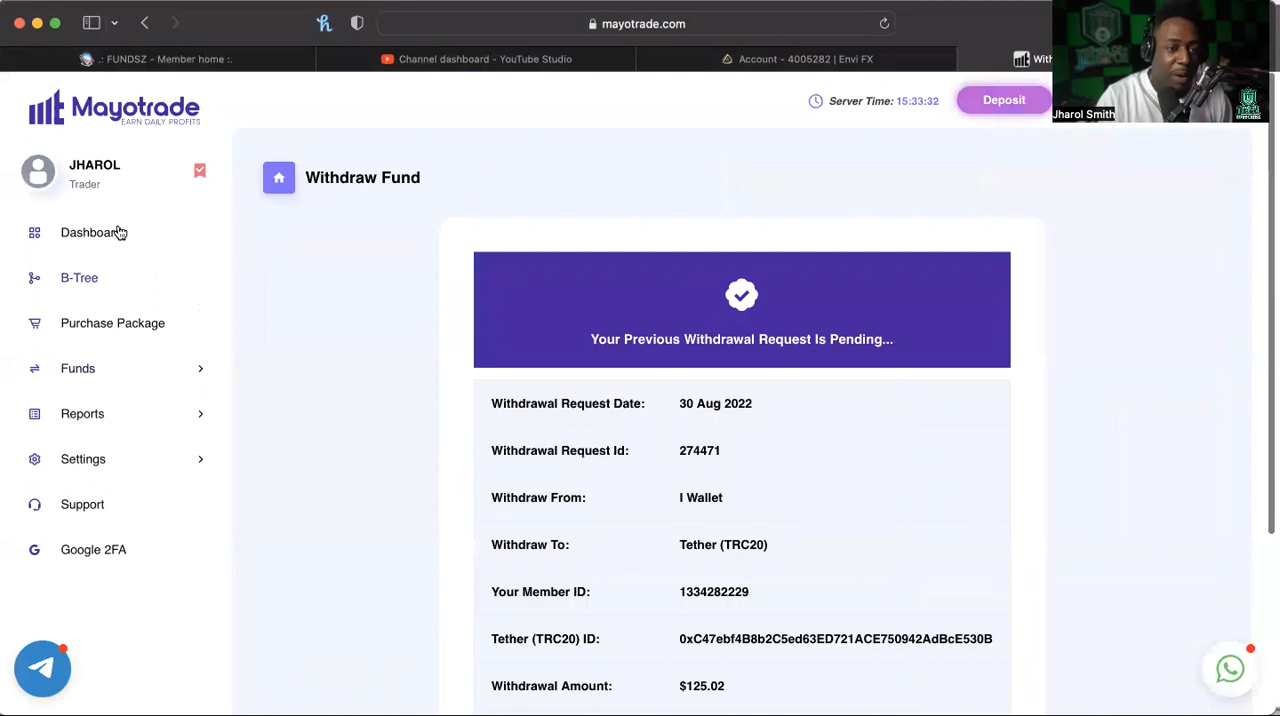 mayotrade.com
.: FUNDSZ - Member home :.
Channel dashboard - YouTube Studio
Account - 4005282 | Envi FX
Mayotrade
EARN DAILY PROFITS
Server Time: 15:33:32
Deposit
Jharol Smith
JHAROL
Trader
Withdraw Fund
Dashboard
B-Tree
Purchase Package
Funds
Reports
Settings
Support
Google 2FA
Your Previous Withdrawal Request Is Pending...
Withdrawal Request Date: 30 Aug 2022
Withdrawal Request Id: 274471
Withdraw From: I Wallet
Withdraw To: Tether (TRC20)
Your Member ID: 1334282229
Tether (TRC20) ID: 0xC47ebf4B8b2C5ed63ED721ACE750942AdBcE530B
Withdrawal Amount: $125.02